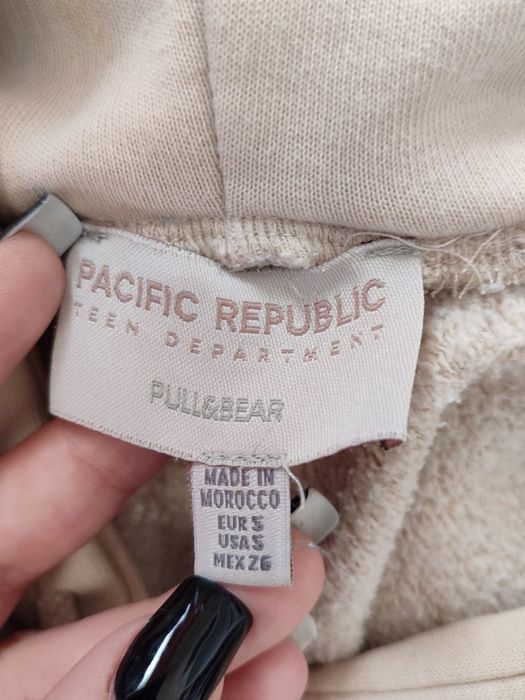 PACIFIC REPUBLIC
TEEN DEPARTMENT
PULL&BEAR
MADE IN
MOROCCO
EUR S
USA S
MEX 26